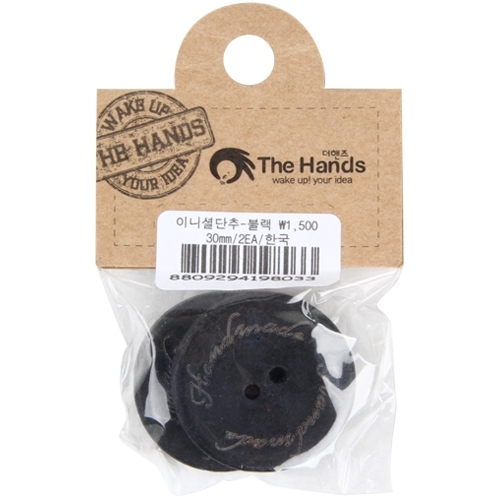 WAKE UP
HB HANDS
YOUR IDEA
더핸즈
The Hands
wake up! your idea
이니셜단추-블랙 ₩1,500
30mm/2EA/한국
8809294198033
Handmade
Handmade